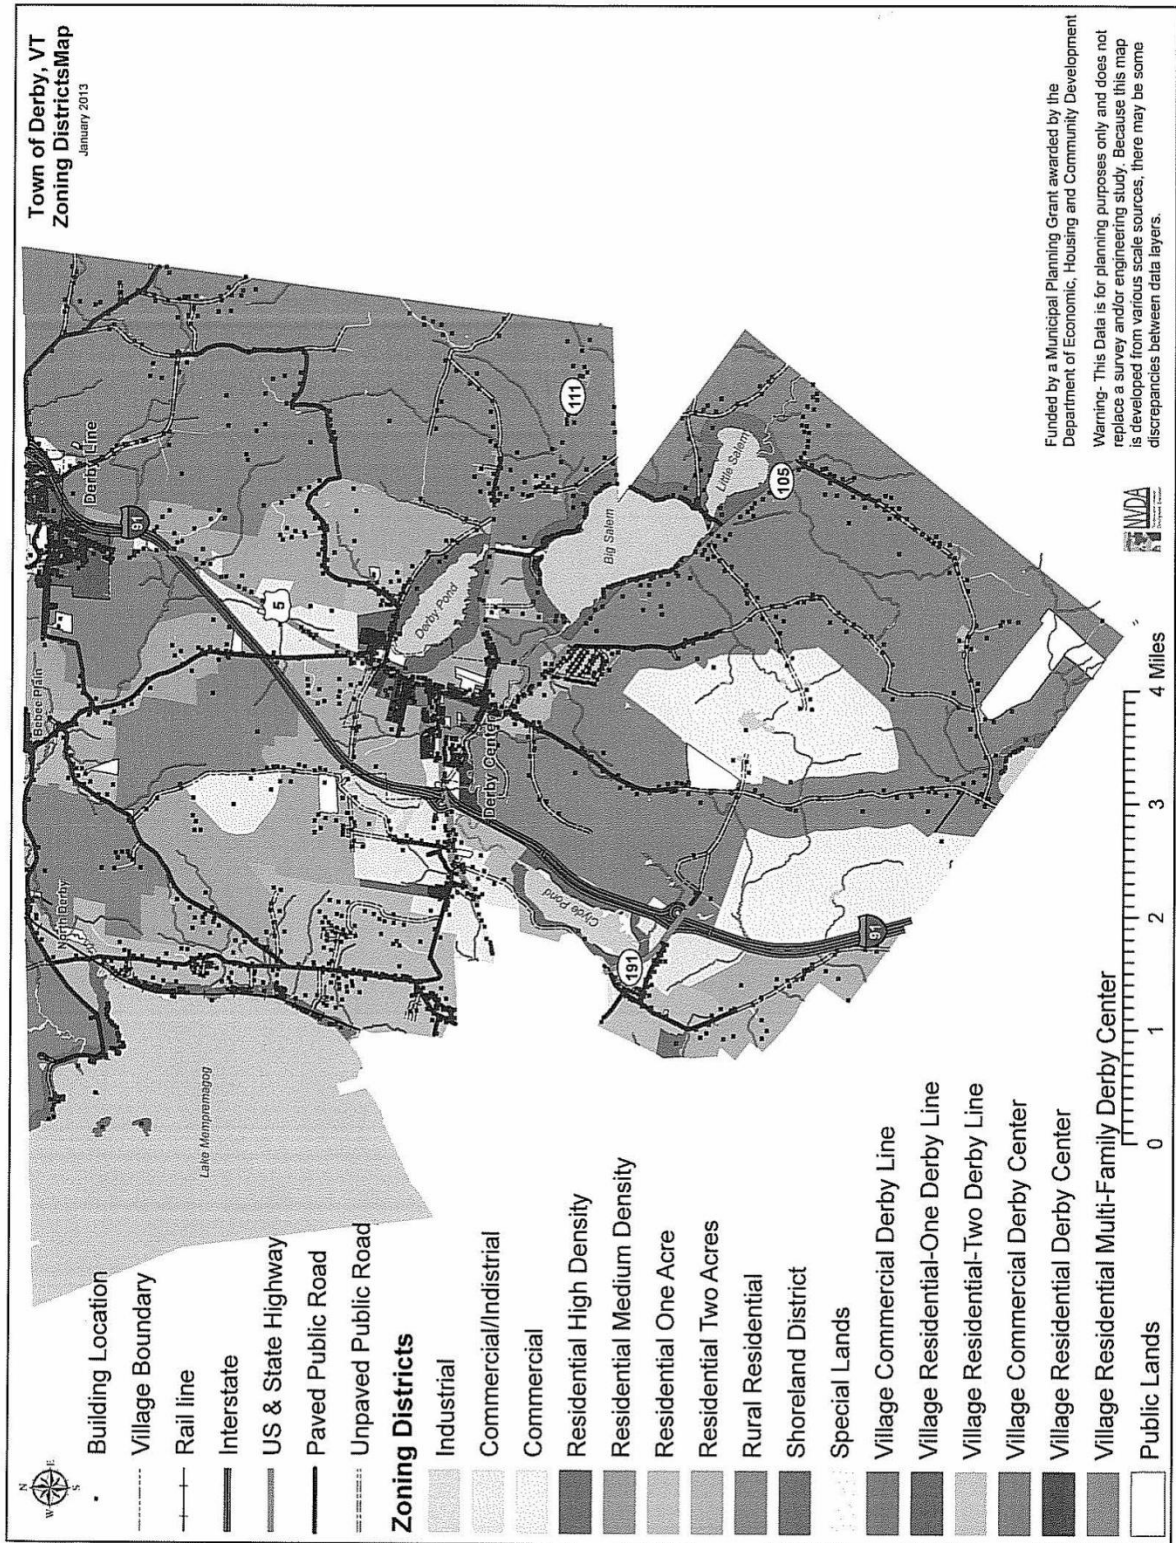 Town of Derby, VT
Zoning DistrictsMap
January 2013
N
W
E
S
Building Location
Village Boundary
Rail line
Interstate
US & State Highway
Paved Public Road
Unpaved Public Road
Zoning Districts
Industrial
Commercial/Indistrial
Commercial
Residential High Density
Residential Medium Density
Residential One Acre
Residential Two Acres
Rural Residential
Shoreland District
Special Lands
Village Commercial Derby Line
Village Residential-One Derby Line
Village Residential-Two Derby Line
Village Commercial Derby Center
Village Residential Derby Center
Village Residential Multi-Family Derby Center
Public Lands
Lake Mempremagog
North Derby
Beebee Plain
Derby Line
91
5
Derby Pond
Derby Center
Clyde Pond
191
91
111
Big Salem
Little Salem
105
0 1 2 3 4 Miles
NVDA
Funded by a Municipal Planning Grant awarded by the
Department of Economic, Housing and Community Development
Warning- This Data is for planning purposes only and does not
replace a survey and/or engineering study. Because this map
is developed from various scale sources, there may be some
discrepancies between data layers.